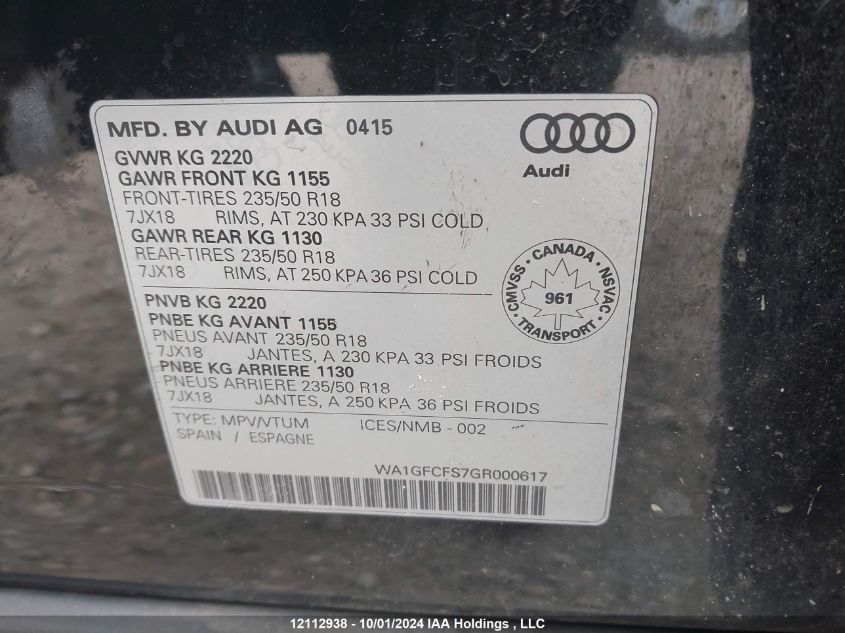 MFD. BY AUDI AG 0415
Audi
GVWR KG 2220
GAWR FRONT KG 1155
FRONT-TIRES 235/50 R18
7JX18 RIMS, AT 230 KPA 33 PSI COLD
GAWR REAR KG 1130
REAR-TIRES 235/50 R18
7JX18 RIMS, AT 250 KPA 36 PSI COLD
CMVSS · CANADA · NSVAC
961
· TRANSPORT ·
PNVB KG 2220
PNBE KG AVANT 1155
PNEUS AVANT 235/50 R18
7JX18 JANTES, A 230 KPA 33 PSI FROIDS
PNBE KG ARRIERE 1130
PNEUS ARRIERE 235/50 R18
7JX18 JANTES, A 250 KPA 36 PSI FROIDS
TYPE: MPV/VTUM ICES/NMB - 002
SPAIN / ESPAGNE
WA1GFCFS7GR000617
12112938 - 10/01/2024 IAA Holdings , LLC